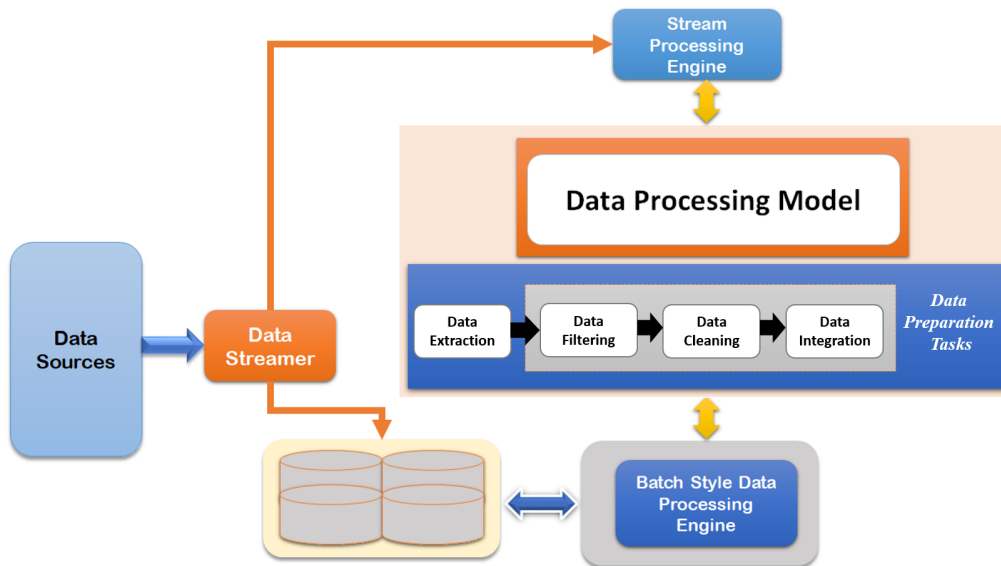 Stream
Processing
Engine
Data Processing Model
Data
Sources
Data
Streamer
Data
Extraction
Data
Filtering
Data
Cleaning
Data
Integration
Data
Preparation
Tasks
Batch Style Data
Processing
Engine